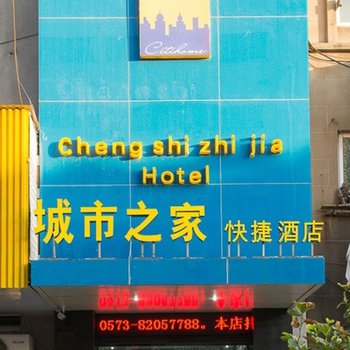 Citihome
Cheng shi zhi jia
Hotel
城市之家 快捷酒店
0573-82057788。本店